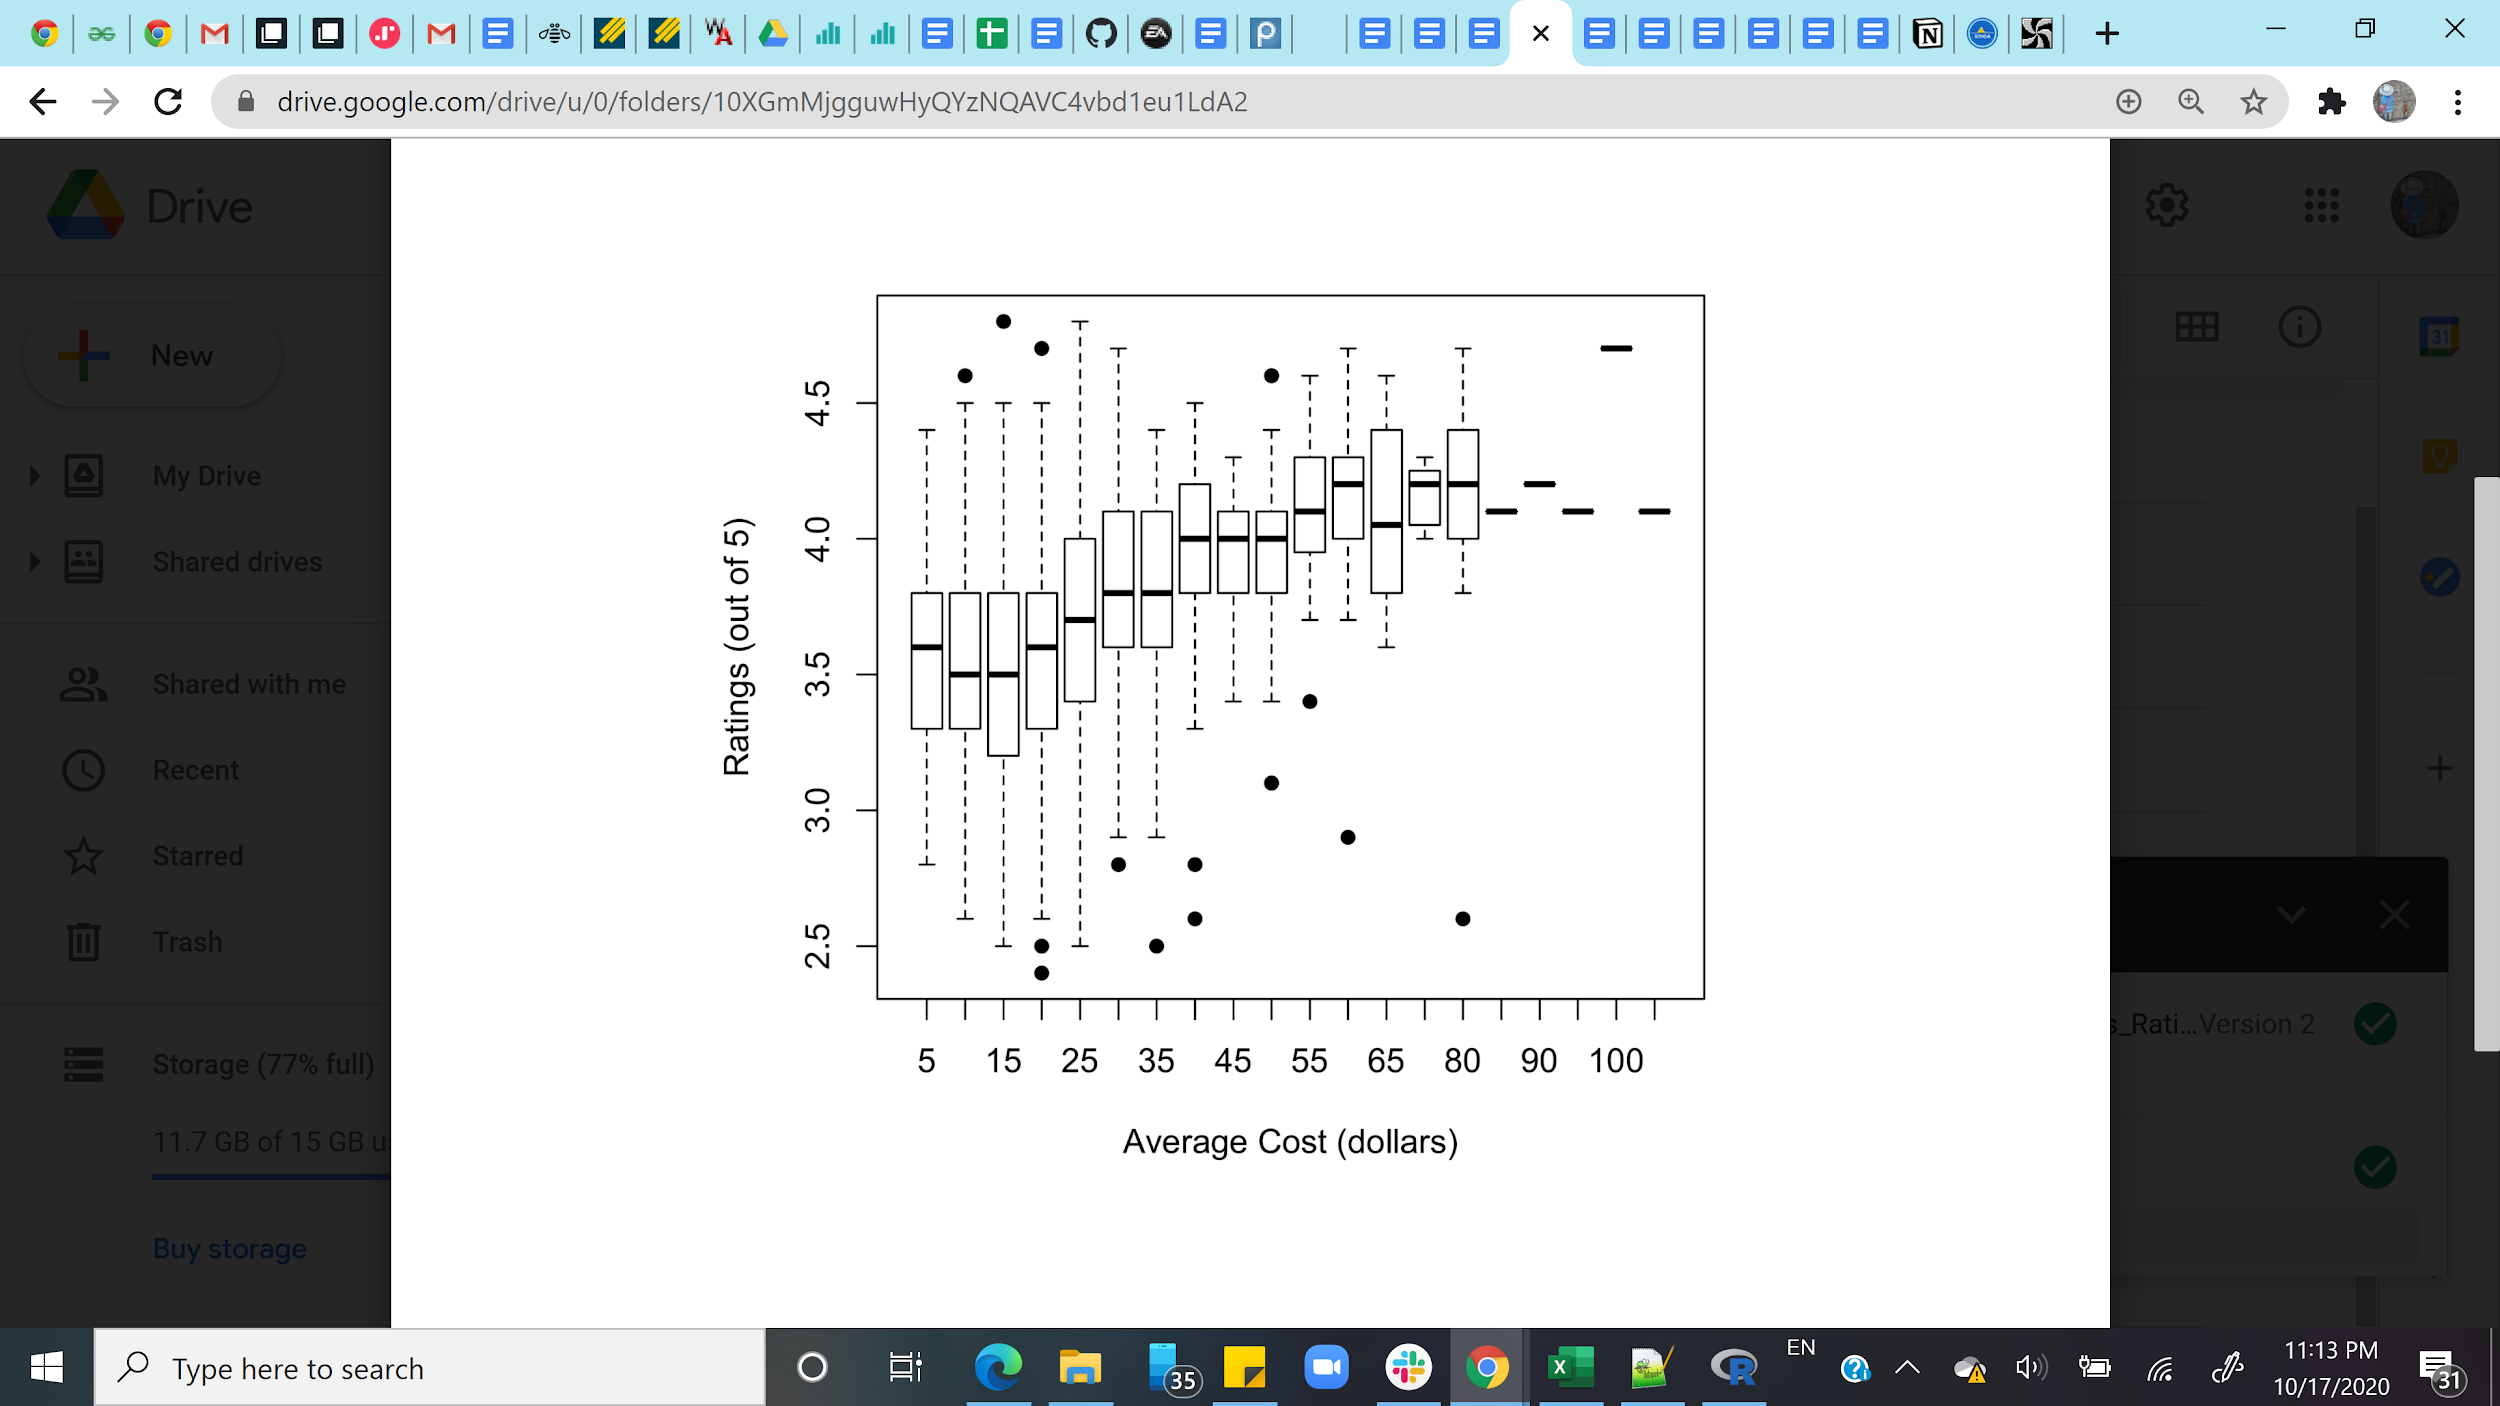 drive.google.com/drive/u/0/folders/10XGmMjgguwHyQYzNQAVC4vbd1eu1LdA2
Drive
New
My Drive
Shared drives
Shared with me
Recent
Starred
Trash
Storage (77% full)
11.7 GB of 15 GB u
Buy storage
Ratings (out of 5)
4.5
4.0
3.5
3.0
2.5
5 15 25 35 45 55 65 80 90 100
Average Cost (dollars)
31
s_Rati...Version 2
Type here to search
35
EN
11:13 PM
10/17/2020
31